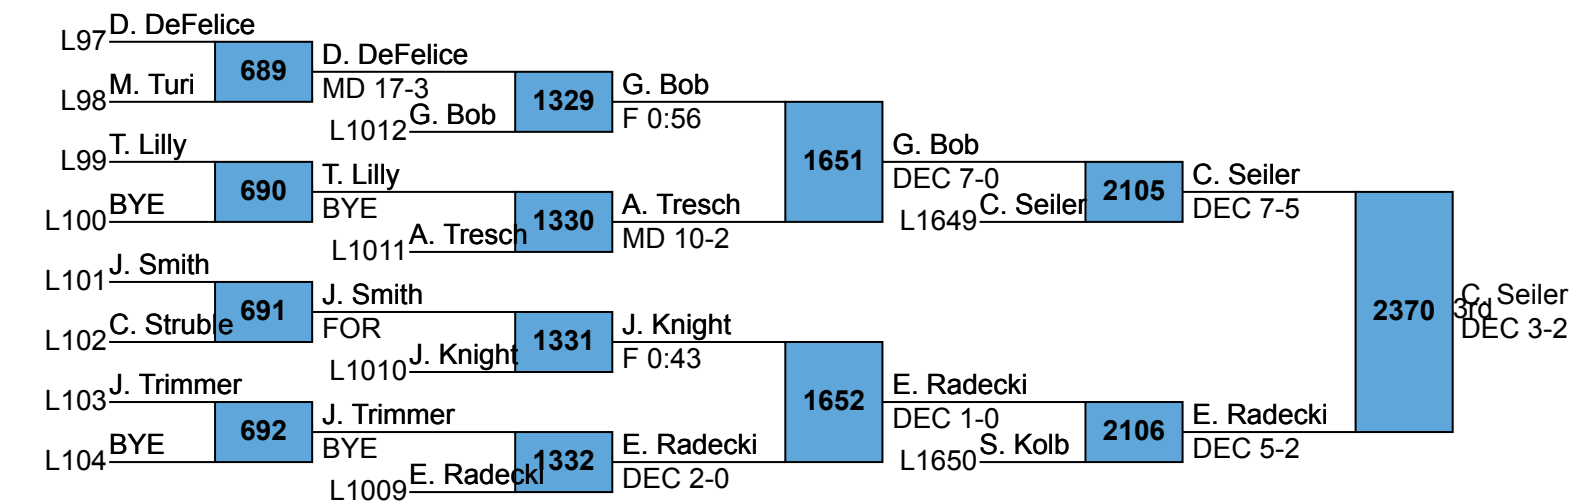 D. DeFelice
L97
689
M. Turi
L98
D. DeFelice
MD 17-3
1329
G. Bob
L1012
G. Bob
F 0:56
T. Lilly
L99
690
BYE
L100
T. Lilly
BYE
1330
A. Tresch
L1011
A. Tresch
MD 10-2
1651
G. Bob
DEC 7-0
2105
C. Seiler
L1649
C. Seiler
DEC 7-5
J. Smith
L101
691
C. Struble
L102
J. Smith
FOR
1331
J. Knight
L1010
J. Knight
F 0:43
J. Trimmer
L103
692
BYE
L104
J. Trimmer
BYE
1332
E. Radecki
L1009
E. Radecki
DEC 2-0
1652
E. Radecki
DEC 1-0
2106
S. Kolb
L1650
E. Radecki
DEC 5-2
2370
3rd
C. Seiler
DEC 3-2